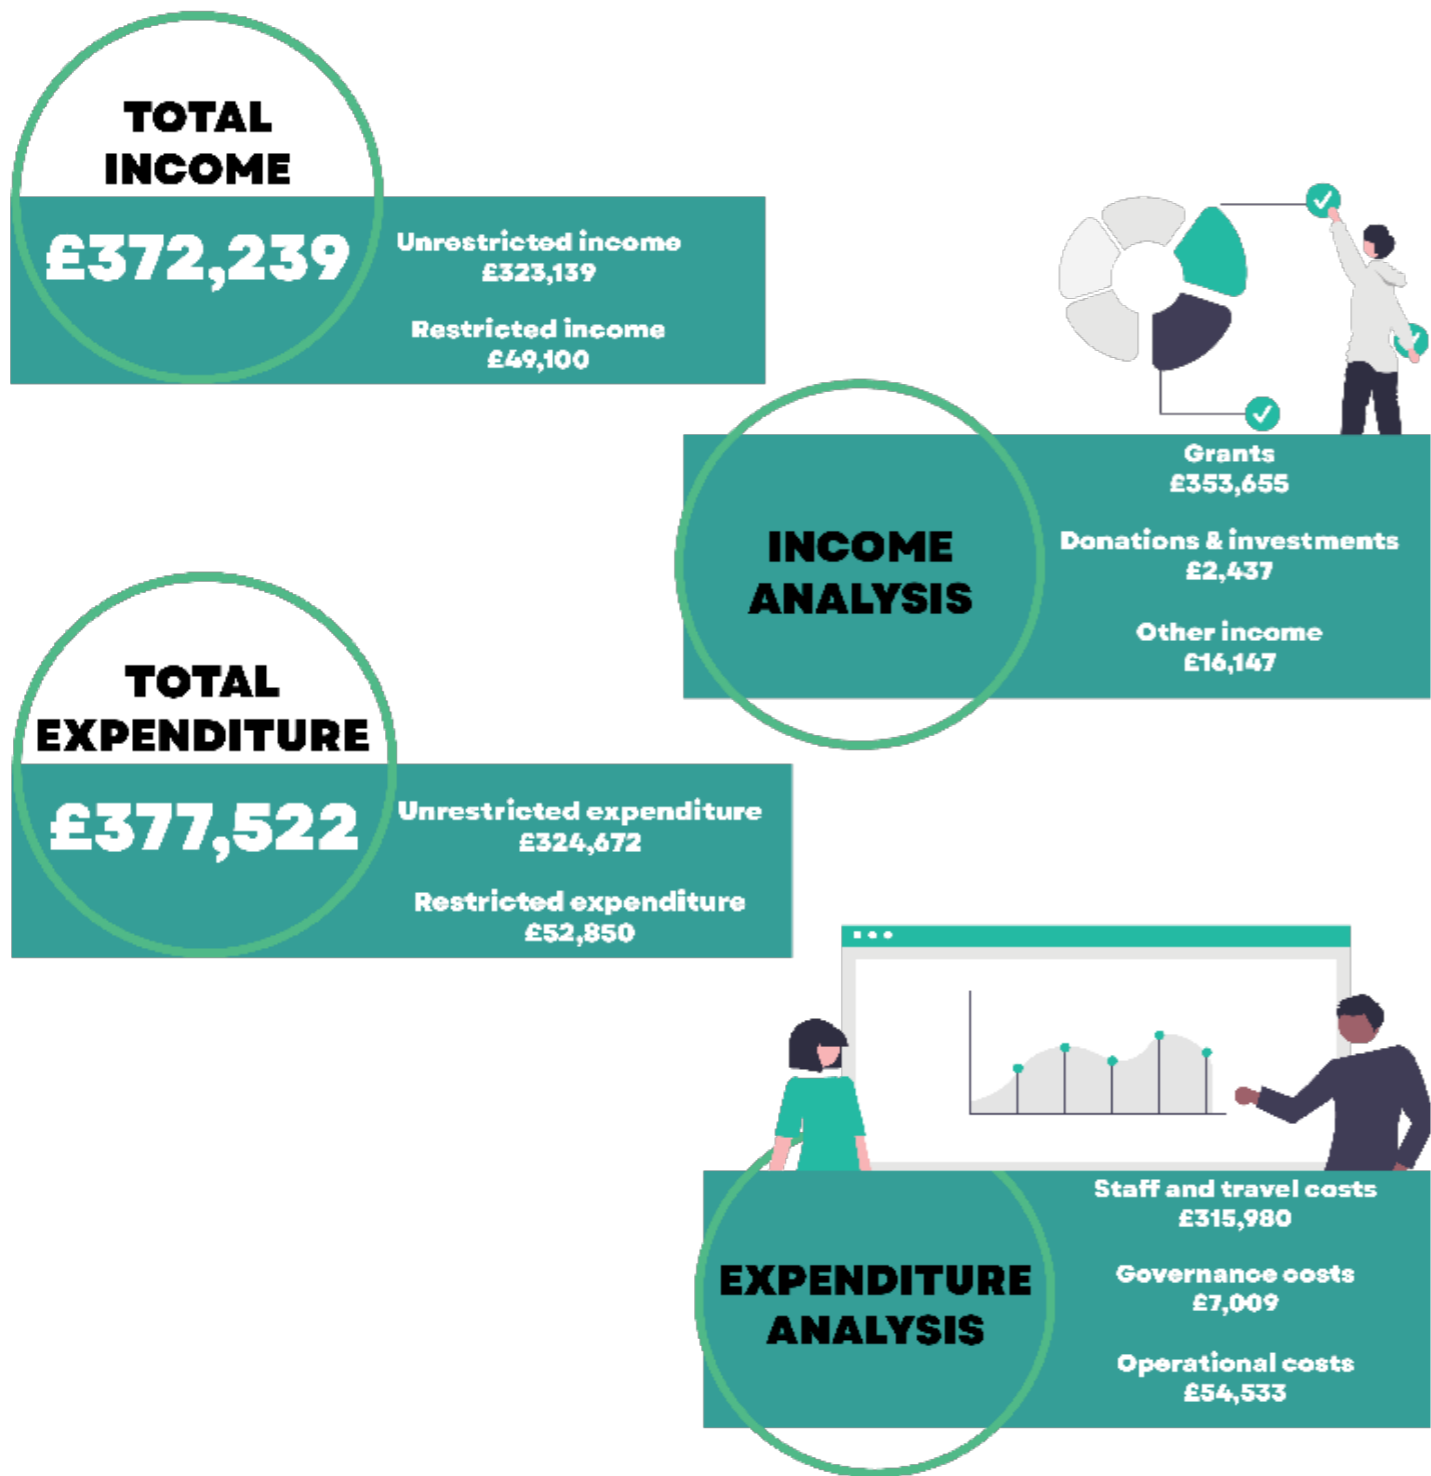 TOTAL
INCOME
£372,239
Unrestricted income
£323,139
Restricted income
£49,100
Grants
£353,655
INCOME
ANALYSIS
Donations & investments
£2,437
Other income
£16,147
TOTAL
EXPENDITURE
£377,522
Unrestricted expenditure
£324,672
Restricted expenditure
£52,850
Staff and travel costs
£315,980
EXPENDITURE
ANALYSIS
Governance costs
£7,009
Operational costs
£54,533